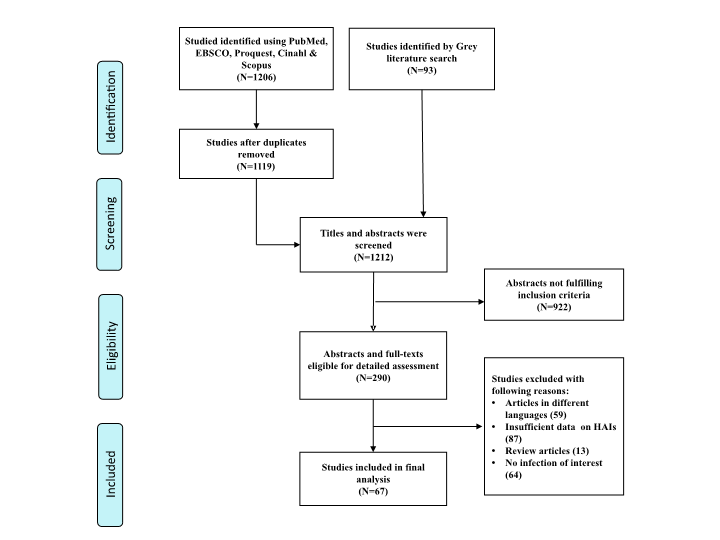 Studied identified using PubMed,
EBSCO, Proquest, Cinahl &
Scopus
(N=1206)
Studies identified by Grey
literature search
(N=93)
Identification
Studies after duplicates
removed
(N=1119)
Screening
Titles and abstracts were
screened
(N=1212)
Abstracts not fulfilling
inclusion criteria
(N=922)
Eligibility
Abstracts and full-texts
eligible for detailed assessment
(N=290)
Studies excluded with
following reasons:
• Articles in different
languages (59)
• Insufficient data on HAIs
(87)
• Review articles (13)
• No infection of interest
(64)
Included
Studies included in final
analysis
(N=67)